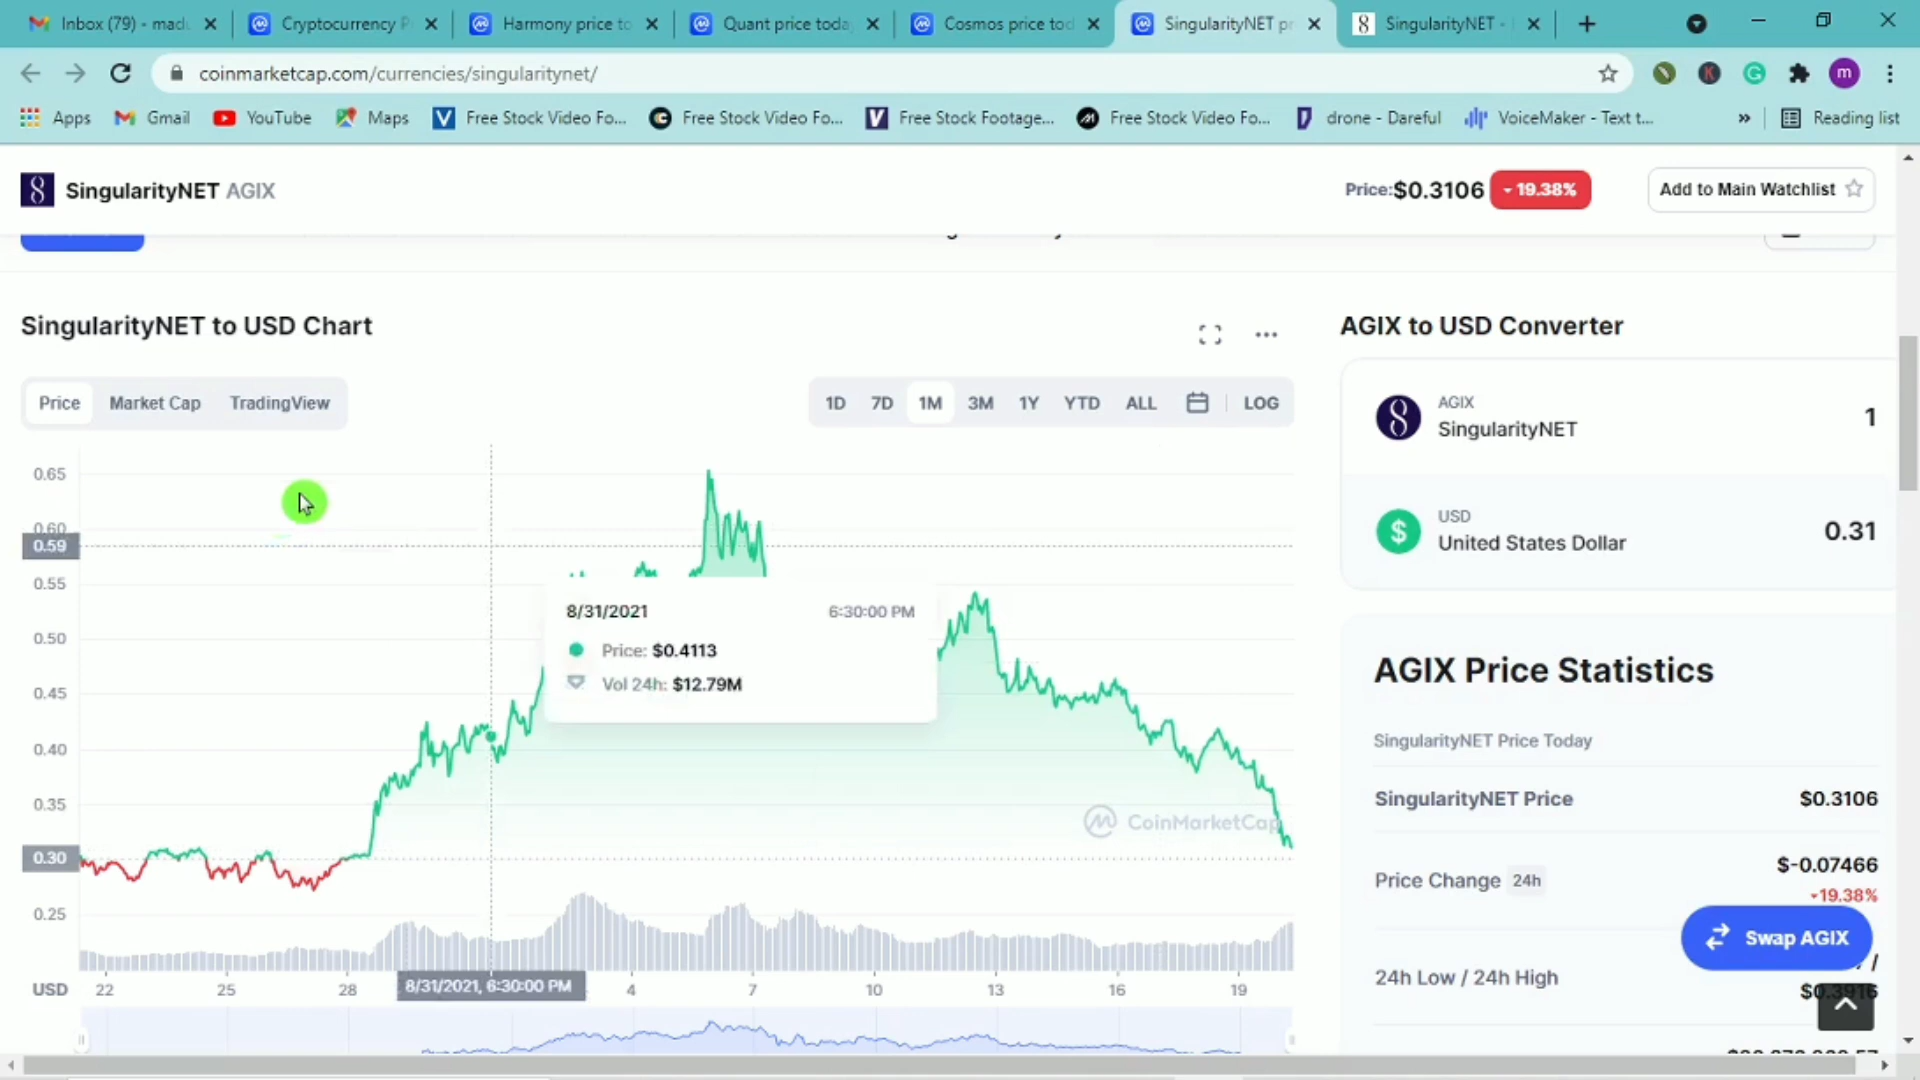 Inbox (79) - madu
Cryptocurrency P
Harmony price to
Quant price today
Cosmos price tod
SingularityNET pr
SingularityNET -
coinmarketcap.com/currencies/singularitynet/
m
Apps
Gmail
YouTube
Maps
Free Stock Video Fo...
Free Stock Video Fo...
Free Stock Footage...
Free Stock Video Fo...
drone - Dareful
VoiceMaker - Text t...
Reading list
SingularityNET AGIX
Price:$0.3106
19.38%
Add to Main Watchlist
SingularityNET to USD Chart
Price
Market Cap
TradingView
1D
7D
1M
3M
1Y
YTD
ALL
LOG
0.65
0.60
0.59
0.55
0.50
0.45
0.40
0.35
0.30
0.25
8/31/2021
6:30:00 PM
Price: $0.4113
Vol 24h: $12.79M
CoinMarketCap
USD
22
25
28
8/31/2021, 6:30:00 PM
4
7
10
13
16
19
AGIX to USD Converter
AGIX
SingularityNET
1
USD
United States Dollar
0.31
AGIX Price Statistics
SingularityNET Price Today
SingularityNET Price
$0.3106
Price Change 24h
$-0.07466
19.38%
Swap AGIX
24h Low / 24h High
/
$0.3916